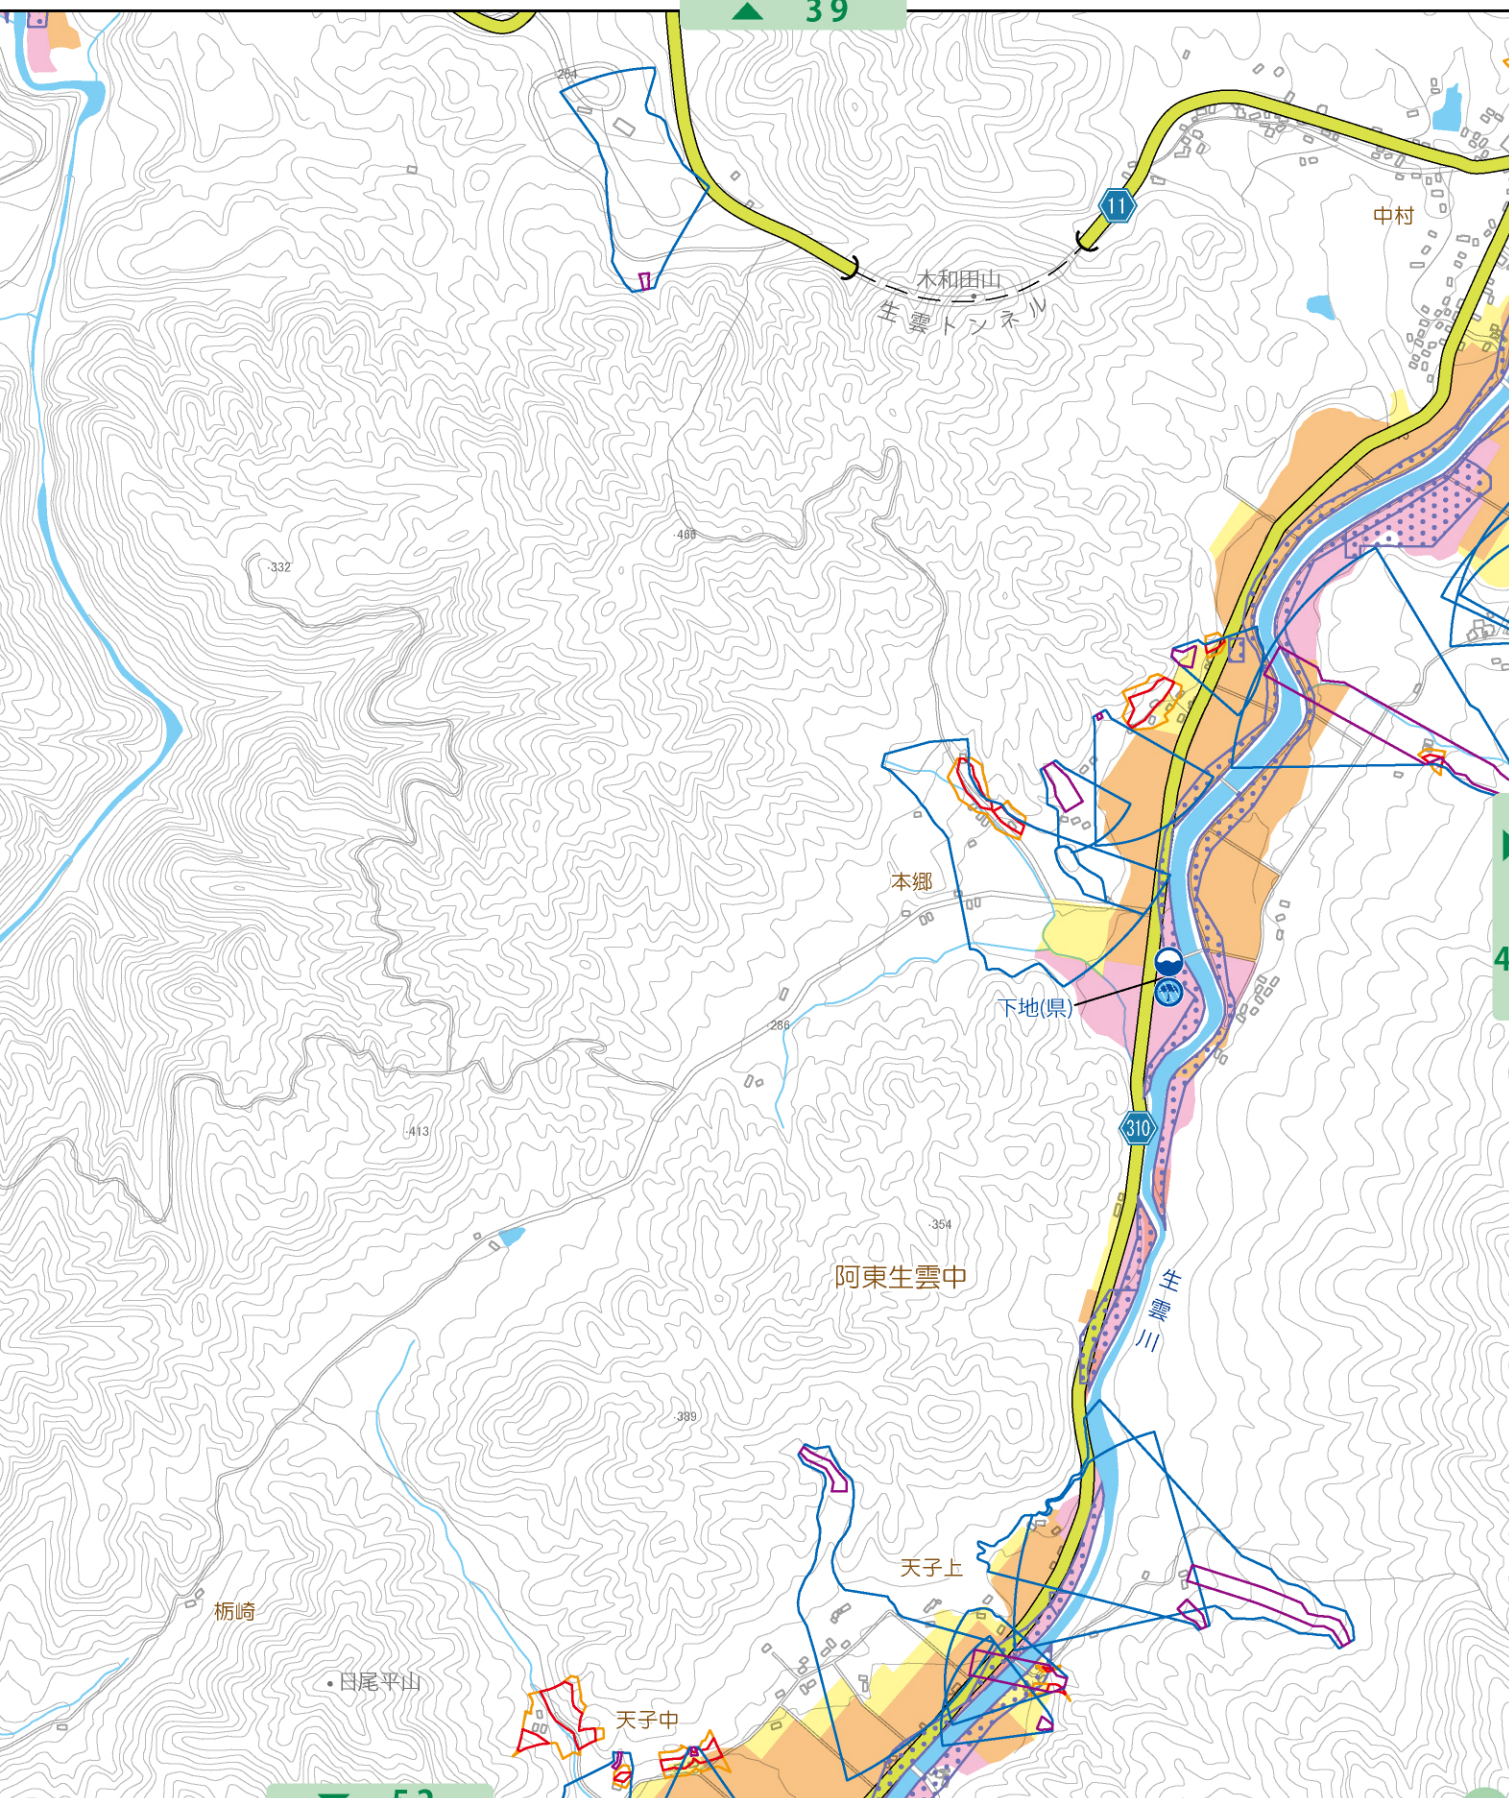 39
・284
11
中村
木和田山
生雲トンネル
・466
・332
本郷
下地(県)
・286
310
・413
・354
阿東生雲中
生雲川
・389
天子上
栃崎
・日尾平山
天子中